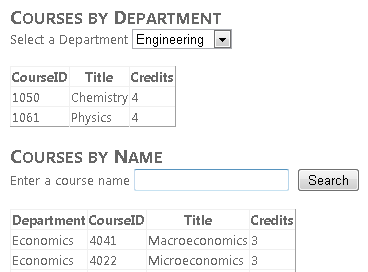 Courses by Department
Select a Department Engineering
CourseID Title Credits
1050 Chemistry 4
1061 Physics 4
Courses by Name
Enter a course name Search
Department CourseID Title Credits
Economics 4041 Macroeconomics 3
Economics 4022 Microeconomics 3